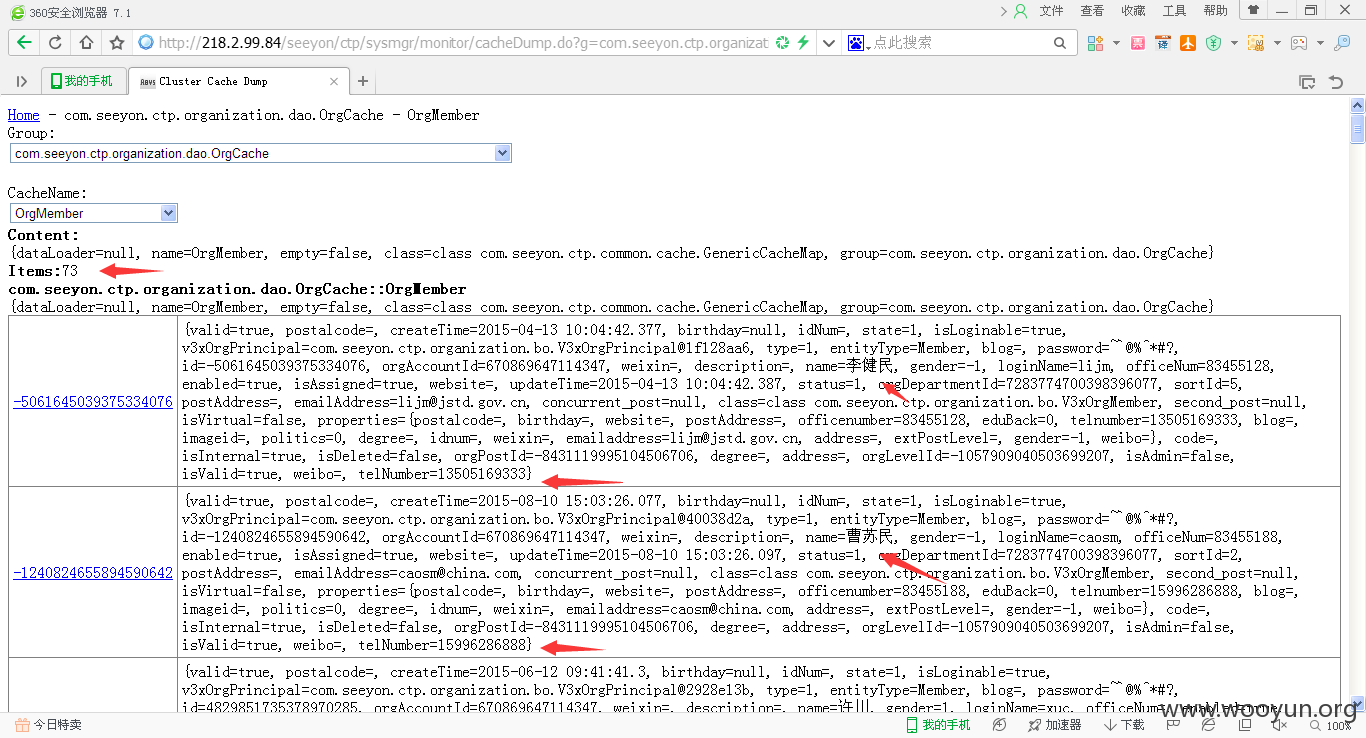 360安全浏览器 7.1
文件 查看 收藏 工具 帮助
http://218.2.99.84/seeyon/ctp/sysmgr/monitor/cacheDump.do?g=com.seeyon.ctp.organizati
点此搜索
我的手机
Cluster Cache Dump
Home - com.seeyon.ctp.organization.dao.OrgCache - OrgMember
Group:
com.seeyon.ctp.organization.dao.OrgCache
CacheName:
OrgMember
Content:
{dataLoader=null, name=OrgMember, empty=false, class=class com.seeyon.ctp.common.cache.GenericCacheMap, group=com.seeyon.ctp.organization.dao.OrgCache}
Items:73
com.seeyon.ctp.organization.dao.OrgCache::OrgMember
{dataLoader=null, name=OrgMember, empty=false, class=class com.seeyon.ctp.common.cache.GenericCacheMap, group=com.seeyon.ctp.organization.dao.OrgCache}
-5061645039375334076
{valid=true, postalcode=, createTime=2015-04-13 10:04:42.377, birthday=null, idNum=, state=1, isLoginable=true,
v3xOrgPrincipal=com.seeyon.ctp.organization.bo.V3xOrgPrincipal@1f128aa6, type=1, entityType=Member, blog=, password=~~@%^*#?,
id=-5061645039375334076, orgAccountId=670869647114347, weixin=, description=, name=李健民, gender=-1, loginName=lijm, officeNum=83455128,
enabled=true, isAssigned=true, website=, updateTime=2015-04-13 10:04:42.387, status=1, orgDepartmentId=7283774700398396077, sortId=5,
postAddress=, emailAddress=lijm@jstd.gov.cn, concurrent_post=null, class=class com.seeyon.ctp.organization.bo.V3xOrgMember, second_post=null,
isVirtual=false, properties={postalcode=, birthday=, website=, postAddress=, officenumber=83455128, eduBack=0, telnumber=13505169333, blog=,
imageid=, politics=0, degree=, idnum=, weixin=, emailaddress=lijm@jstd.gov.cn, address=, extPostLevel=, gender=-1, weibo=}, code=,
isInternal=true, isDeleted=false, orgPostId=-8431119995104506706, degree=, address=, orgLevelId=-1057909040503699207, isAdmin=false,
isValid=true, weibo=, telNumber=13505169333}
-1240824655894590642
{valid=true, postalcode=, createTime=2015-08-10 15:03:26.077, birthday=null, idNum=, state=1, isLoginable=true,
v3xOrgPrincipal=com.seeyon.ctp.organization.bo.V3xOrgPrincipal@40038d2a, type=1, entityType=Member, blog=, password=~~@%^*#?,
id=-1240824655894590642, orgAccountId=670869647114347, weixin=, description=, name=曹苏民, gender=-1, loginName=caosm, officeNum=83455188,
enabled=true, isAssigned=true, website=, updateTime=2015-08-10 15:03:26.097, status=1, orgDepartmentId=7283774700398396077, sortId=2,
postAddress=, emailAddress=caosm@china.com, concurrent_post=null, class=class com.seeyon.ctp.organization.bo.V3xOrgMember, second_post=null,
isVirtual=false, properties={postalcode=, birthday=, website=, postAddress=, officenumber=83455188, eduBack=0, telnumber=15996286888, blog=,
imageid=, politics=0, degree=, idnum=, weixin=, emailaddress=caosm@china.com, address=, extPostLevel=, gender=-1, weibo=}, code=,
isInternal=true, isDeleted=false, orgPostId=-8431119995104506706, degree=, address=, orgLevelId=-1057909040503699207, isAdmin=false,
isValid=true, weibo=, telNumber=15996286888}
{valid=true, postalcode=, createTime=2015-06-12 09:41:41.3, birthday=null, idNum=, state=1, isLoginable=true,
v3xOrgPrincipal=com.seeyon.ctp.organization.bo.V3xOrgPrincipal@2928e13b, type=1, entityType=Member, blog=, password=~~@%^*#?,
id=4829851735378970285, orgAccountId=670869647114347, weixin=, description=, name=许川, gender=-1, loginName=xuc, officeNum=, enabled=true,
www.wooyun.org
今日特卖
我的手机 加速器 下载 100%